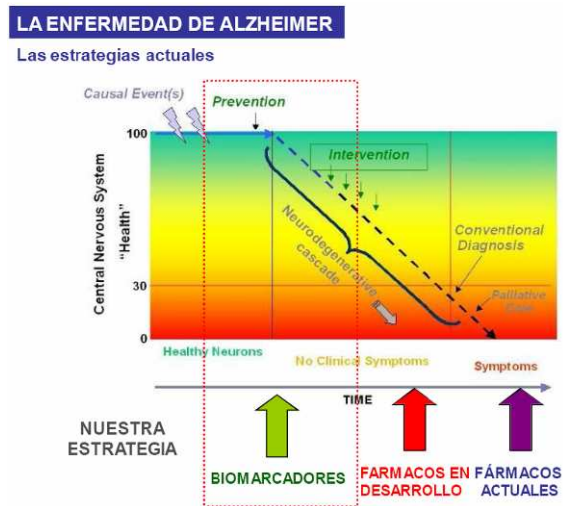 LA ENFERMEDAD DE ALZHEIMER
Las estrategias actuales
Causal Event(s)
Prevention
100
Intervention
Central Nervous System
"Health"
Neurodegenerative
cascade
Conventional
Diagnosis
30
Palliative
Care
0
Healthy Neurons
No Clinical Symptoms
Symptoms
TIME
NUESTRA
ESTRATEGIA
BIOMARCADORES
FARMACOS EN
DESARROLLO
FÁRMACOS
ACTUALES